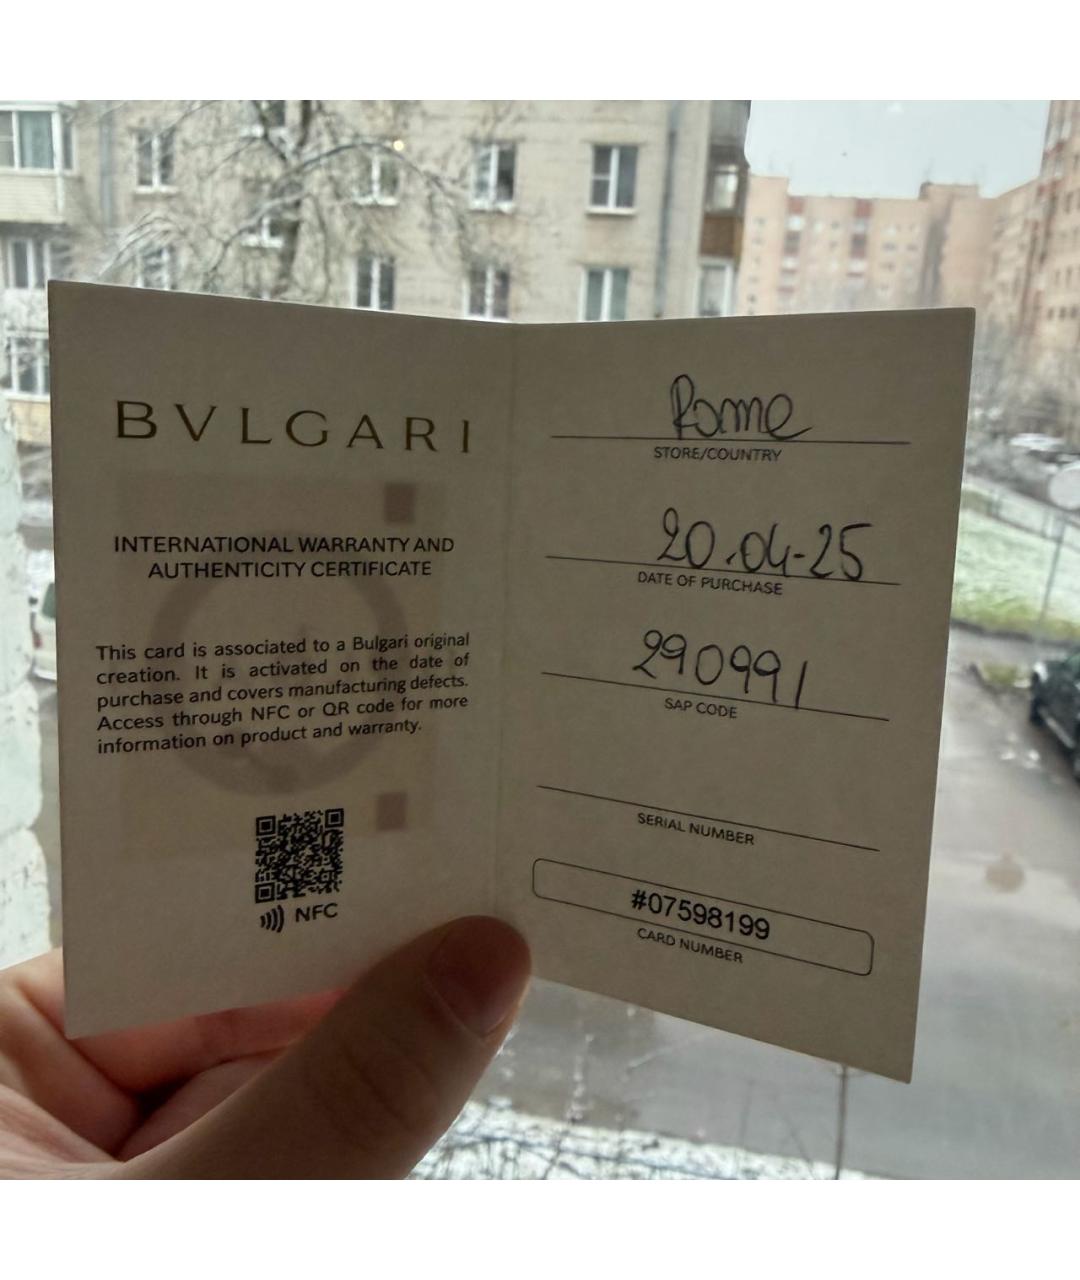 BVLGARI
INTERNATIONAL WARRANTY AND
AUTHENTICITY CERTIFICATE
This card is associated to a Bulgari original
creation. It is activated on the date of
purchase and covers manufacturing defects.
Access through NFC or QR code for more
information on product and warranty.
NFC
Rome
STORE/COUNTRY
20.04-25
DATE OF PURCHASE
290991
SAP CODE
SERIAL NUMBER
#07598199
CARD NUMBER